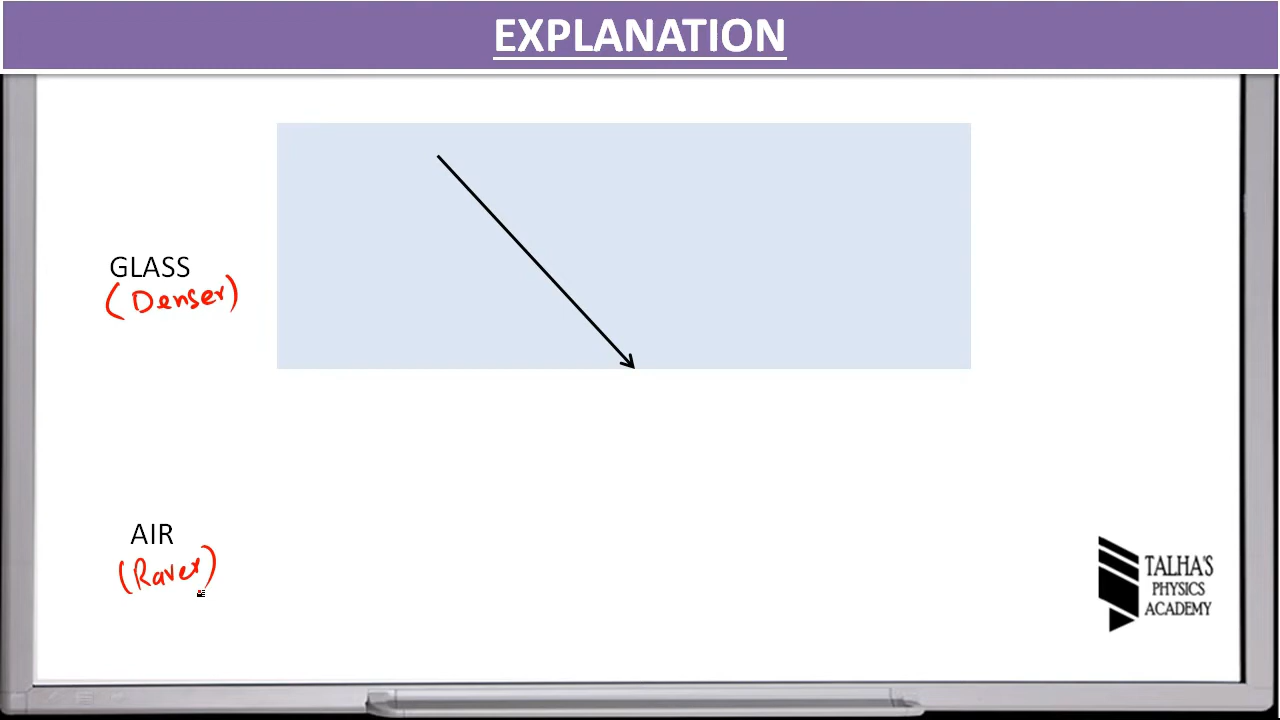 EXPLANATION
GLASS
(Denser)
AIR
(Rarer)
TALHA'S
PHYSICS
ACADEMY